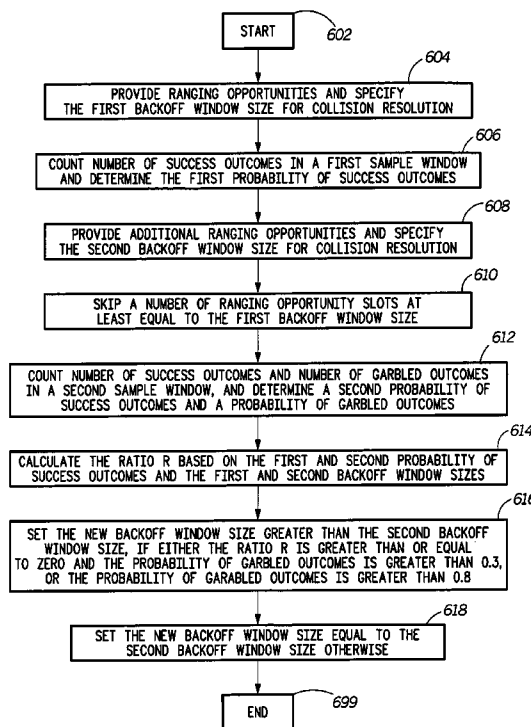 START
602
604
PROVIDE RANGING OPPORTUNITIES AND SPECIFY
THE FIRST BACKOFF WINDOW SIZE FOR COLLISION RESOLUTION
606
COUNT NUMBER OF SUCCESS OUTCOMES IN A FIRST SAMPLE WINDOW
AND DETERMINE THE FIRST PROBABILITY OF SUCCESS OUTCOMES
608
PROVIDE ADDITIONAL RANGING OPPORTUNITIES AND SPECIFY
THE SECOND BACKOFF WINDOW SIZE FOR COLLISION RESOLUTION
610
SKIP A NUMBER OF RANGING OPPORTUNITY SLOTS AT
LEAST EQUAL TO THE FIRST BACKOFF WINDOW SIZE
612
COUNT NUMBER OF SUCCESS OUTCOMES AND NUMBER OF GARBLED OUTCOMES
IN A SECOND SAMPLE WINDOW, AND DETERMINE A SECOND PROBABILITY OF
SUCCESS OUTCOMES AND A PROBABILITY OF GARBLED OUTCOMES
614
CALCULATE THE RATIO R BASED ON THE FIRST AND SECOND PROBABILITY OF
SUCCESS OUTCOMES AND THE FIRST AND SECOND BACKOFF WINDOW SIZES
616
SET THE NEW BACKOFF WINDOW SIZE GREATER THAN THE SECOND BACKOFF
WINDOW SIZE, IF EITHER THE RATIO R IS GREATER THAN OR EQUAL
TO ZERO AND THE PROBABILITY OF GARBLED OUTCOMES IS GREATER THAN 0.3,
OR THE PROBABILITY OF GARABLED OUTCOMES IS GREATER THAN 0.8
618
SET THE NEW BACKOFF WINDOW SIZE EQUAL TO THE
SECOND BACKOFF WINDOW SIZE OTHERWISE
END
699